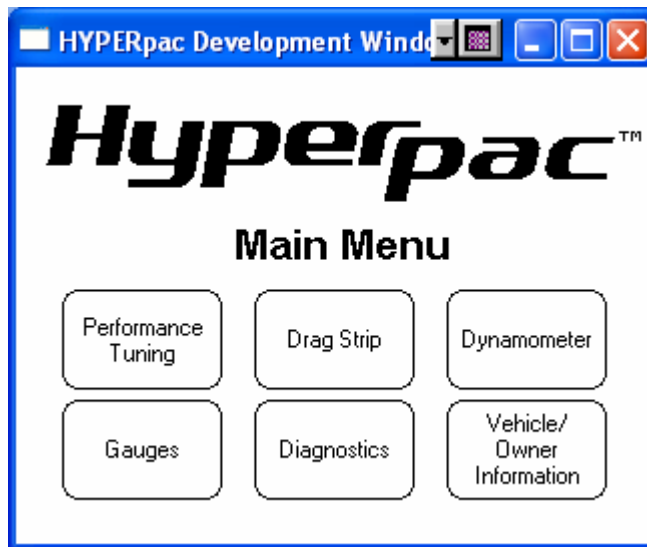 HYPERpac Development Windo
Hyperpac™
Main Menu
Performance
Tuning
Drag Strip
Dynamometer
Gauges
Diagnostics
Vehicle/
Owner
Information